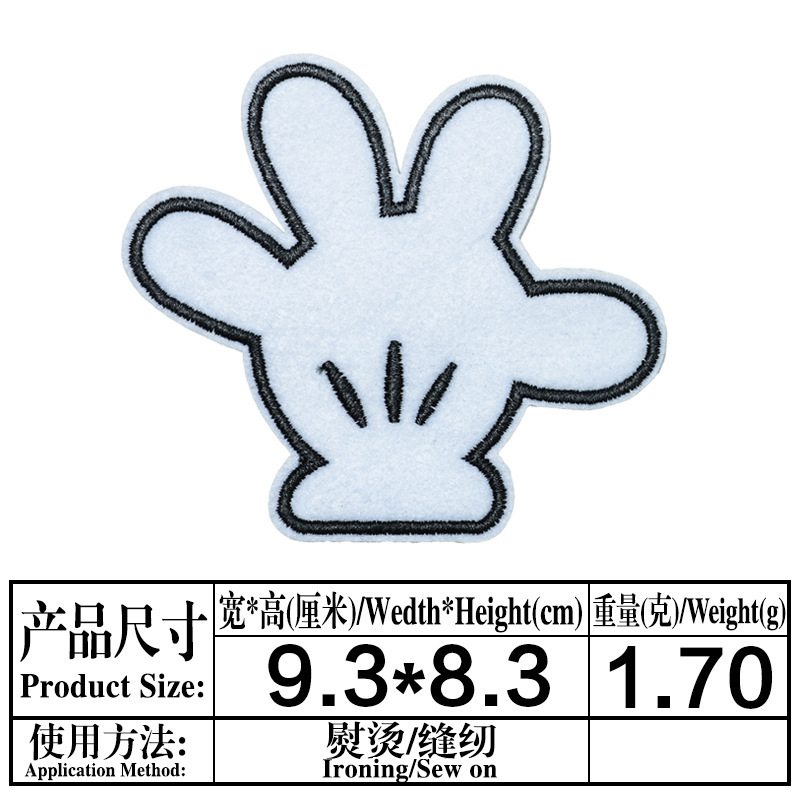 产品尺寸
Product Size:
宽*高(厘米)/Wedth*Height(cm)
重量(克)/Weight(g)
9.3*8.3
1.70
使用方法:
Application Method:
熨烫/缝纫
Ironing/Sew on